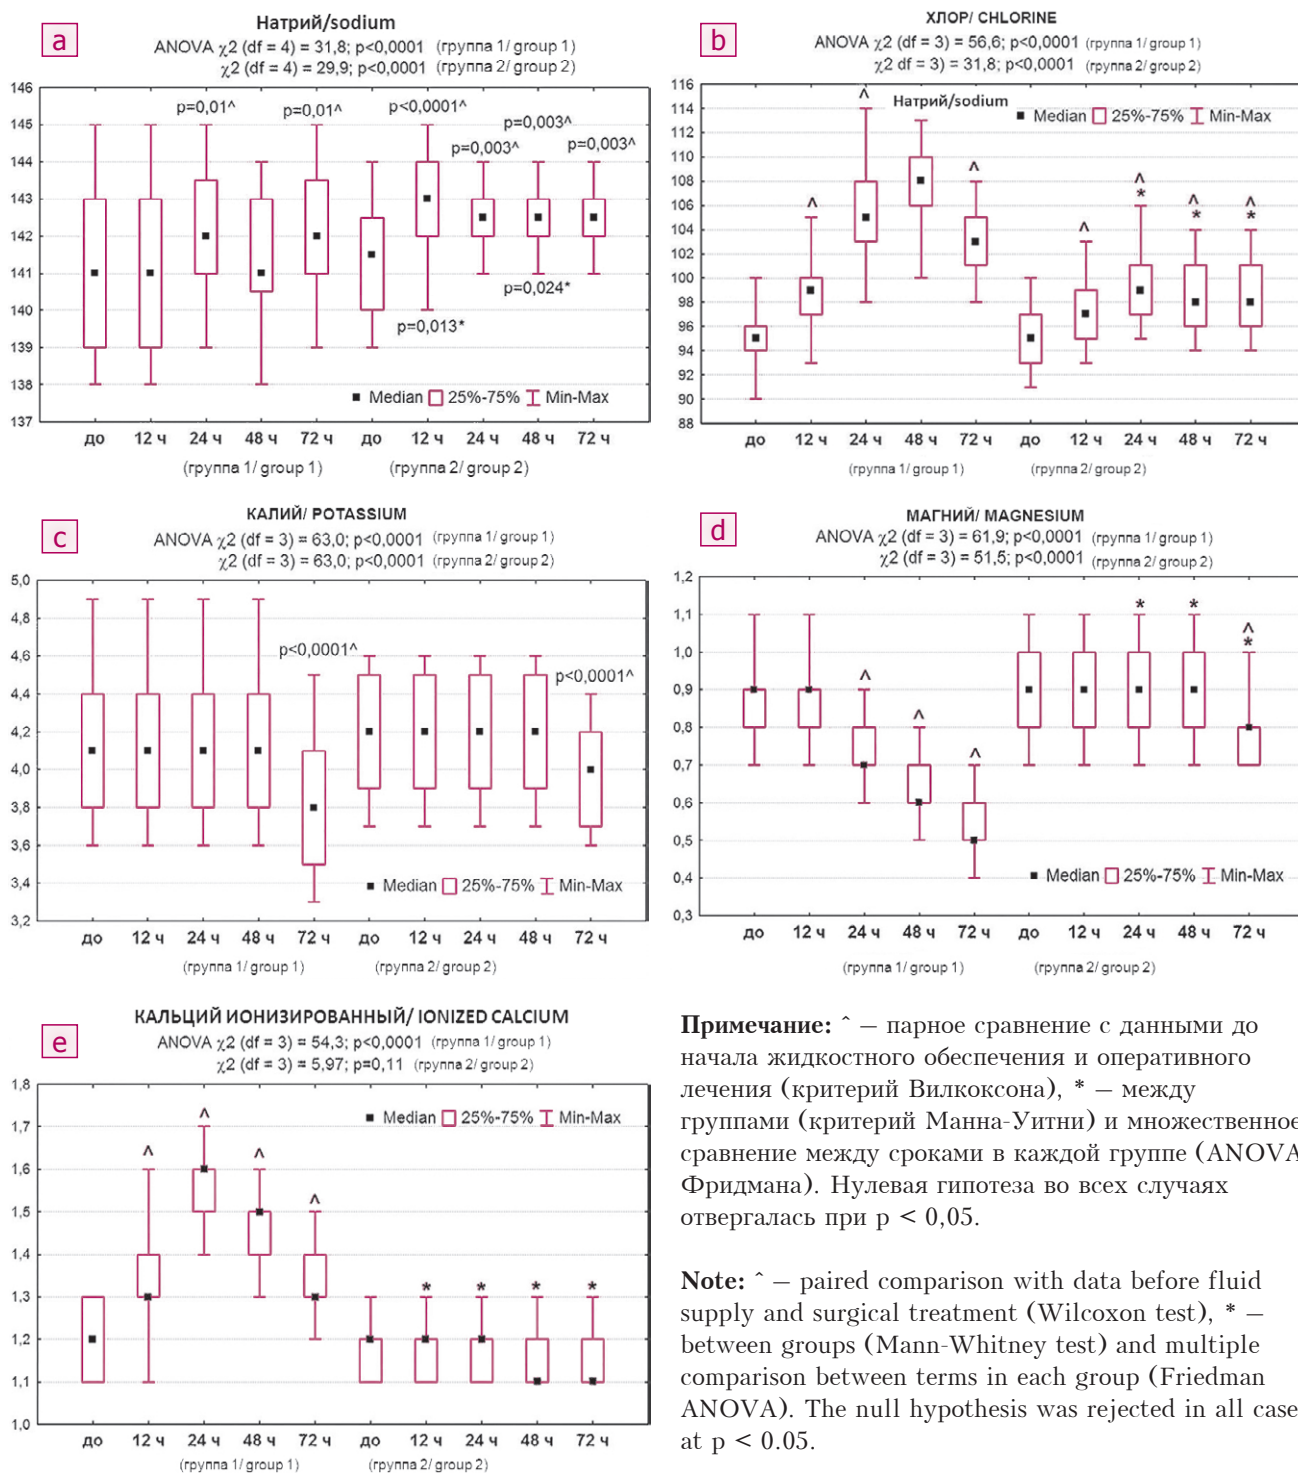 a
Натрий/sodium
ANOVA χ2 (df = 4) = 31,8; p<0,0001 (группа 1/ group 1)
χ2 (df = 4) = 29,9; p<0,0001 (группа 2/ group 2)
146
145
144
143
142
141
140
139
138
137
p=0,01^
p=0,01^
p<0,0001^
p=0,003^
p=0,003^
p=0,003^
p=0,024*
p=0,013*
Median 25%-75% Min-Max
до 12 ч 24 ч 48 ч 72 ч до 12 ч 24 ч 48 ч 72 ч
(группа 1/ group 1) (группа 2/ group 2)
b
ХЛОР/ CHLORINE
ANOVA χ2 (df = 3) = 56,6; p<0,0001 (группа 1/ group 1)
χ2 df = 3) = 31,8; p<0,0001 (группа 2/ group 2)
116
114
112
110
108
106
104
102
100
98
96
94
92
90
88
Натрий/sodium
Median 25%-75% Min-Max
^ ^ ^ ^ ^ ^ ^ ^
* * *
до 12 ч 24 ч 48 ч 72 ч до 12 ч 24 ч 48 ч 72 ч
(группа 1/ group 1) (группа 2/ group 2)
c
КАЛИЙ/ POTASSIUM
ANOVA χ2 (df = 3) = 63,0; p<0,0001 (группа 1/ group 1)
χ2 (df = 3) = 63,0; p<0,0001 (группа 2/ group 2)
5,0
4,8
4,6
4,4
4,2
4,0
3,8
3,6
3,4
3,2
p<0,0001^
p<0,0001^
Median 25%-75% Min-Max
до 12 ч 24 ч 48 ч 72 ч до 12 ч 24 ч 48 ч 72 ч
(группа 1/ group 1) (группа 2/ group 2)
d
МАГНИЙ/ MAGNESIUM
ANOVA χ2 (df = 3) = 61,9; p<0,0001 (группа 1/ group 1)
χ2 (df = 3) = 51,5; p<0,0001 (группа 2/ group 2)
1,2
1,1
1,0
0,9
0,8
0,7
0,6
0,5
0,4
0,3
^ ^ ^ * * ^
*
Median 25%-75% Min-Max
до 12 ч 24 ч 48 ч 72 ч до 12 ч 24 ч 48 ч 72 ч
(группа 1/ group 1) (группа 2/ group 2)
e
КАЛЬЦИЙ ИОНИЗИРОВАННЫЙ/ IONIZED CALCIUM
ANOVA χ2 (df = 3) = 54,3; p<0,0001 (группа 1/ group 1)
χ2 (df = 3) = 5,97; p=0,11 (группа 2/ group 2)
1,8
1,7
1,6
1,5
1,4
1,3
1,2
1,1
1,0
Median 25%-75% Min-Max
^ ^ ^ ^ * * * *
до 12 ч 24 ч 48 ч 72 ч до 12 ч 24 ч 48 ч 72 ч
(группа 1/ group 1) (группа 2/ group 2)
Примечание: ^ – парное сравнение с данными до
начала жидкостного обеспечения и оперативного
лечения (критерий Вилкоксона), * – между
группами (критерий Манна-Уитни) и множественное
сравнение между сроками в каждой группе (ANOVA
Фридмана). Нулевая гипотеза во всех случаях
отвергалась при p < 0,05.
Note: ^ – paired comparison with data before fluid
supply and surgical treatment (Wilcoxon test), * –
between groups (Mann-Whitney test) and multiple
comparison between terms in each group (Friedman
ANOVA). The null hypothesis was rejected in all case
at p < 0.05.